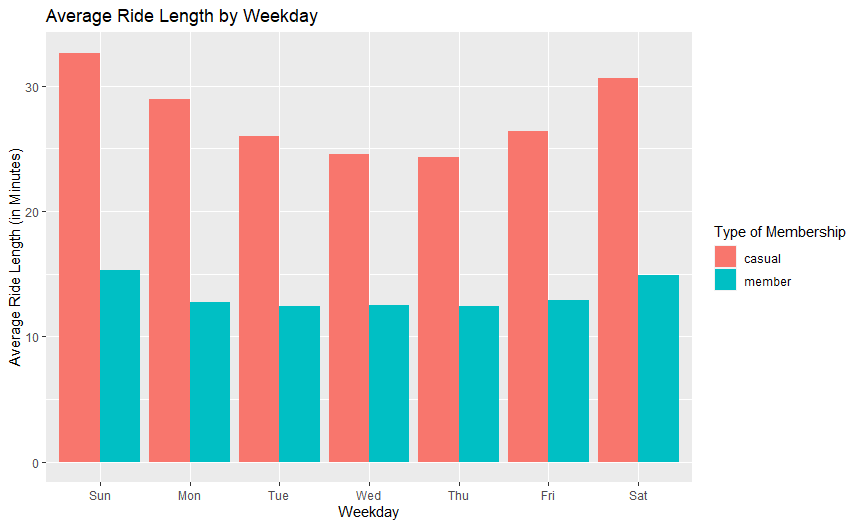 Average Ride Length by Weekday
Average Ride Length (in Minutes)
30
20
10
0
Sun Mon Tue Wed Thu Fri Sat
Weekday
Type of Membership
casual
member